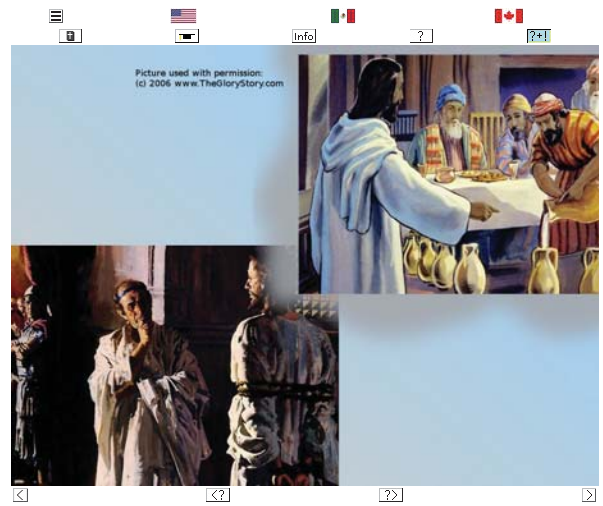 Info
?
?+!
Picture used with permission:
(c) 2006 www.TheGloryStory.com
<
<?
?>
>